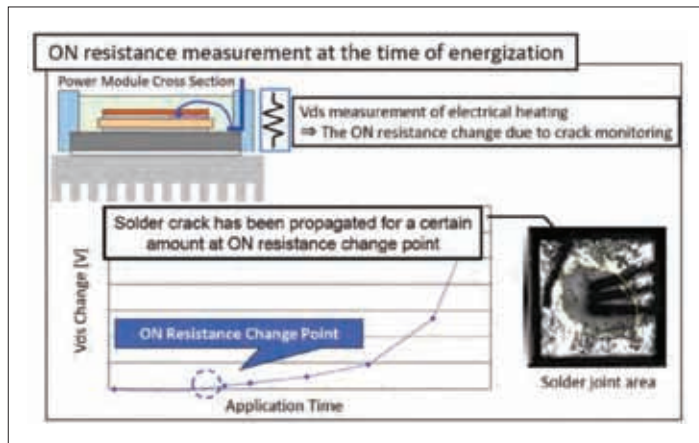 ON resistance measurement at the time of energization
Power Module Cross Section
Vds measurement of electrical heating
⇒ The ON resistance change due to crack monitoring
Solder crack has been propagated for a certain
amount at ON resistance change point
Vds Change [V]
ON Resistance Change Point
Application Time
Solder joint area